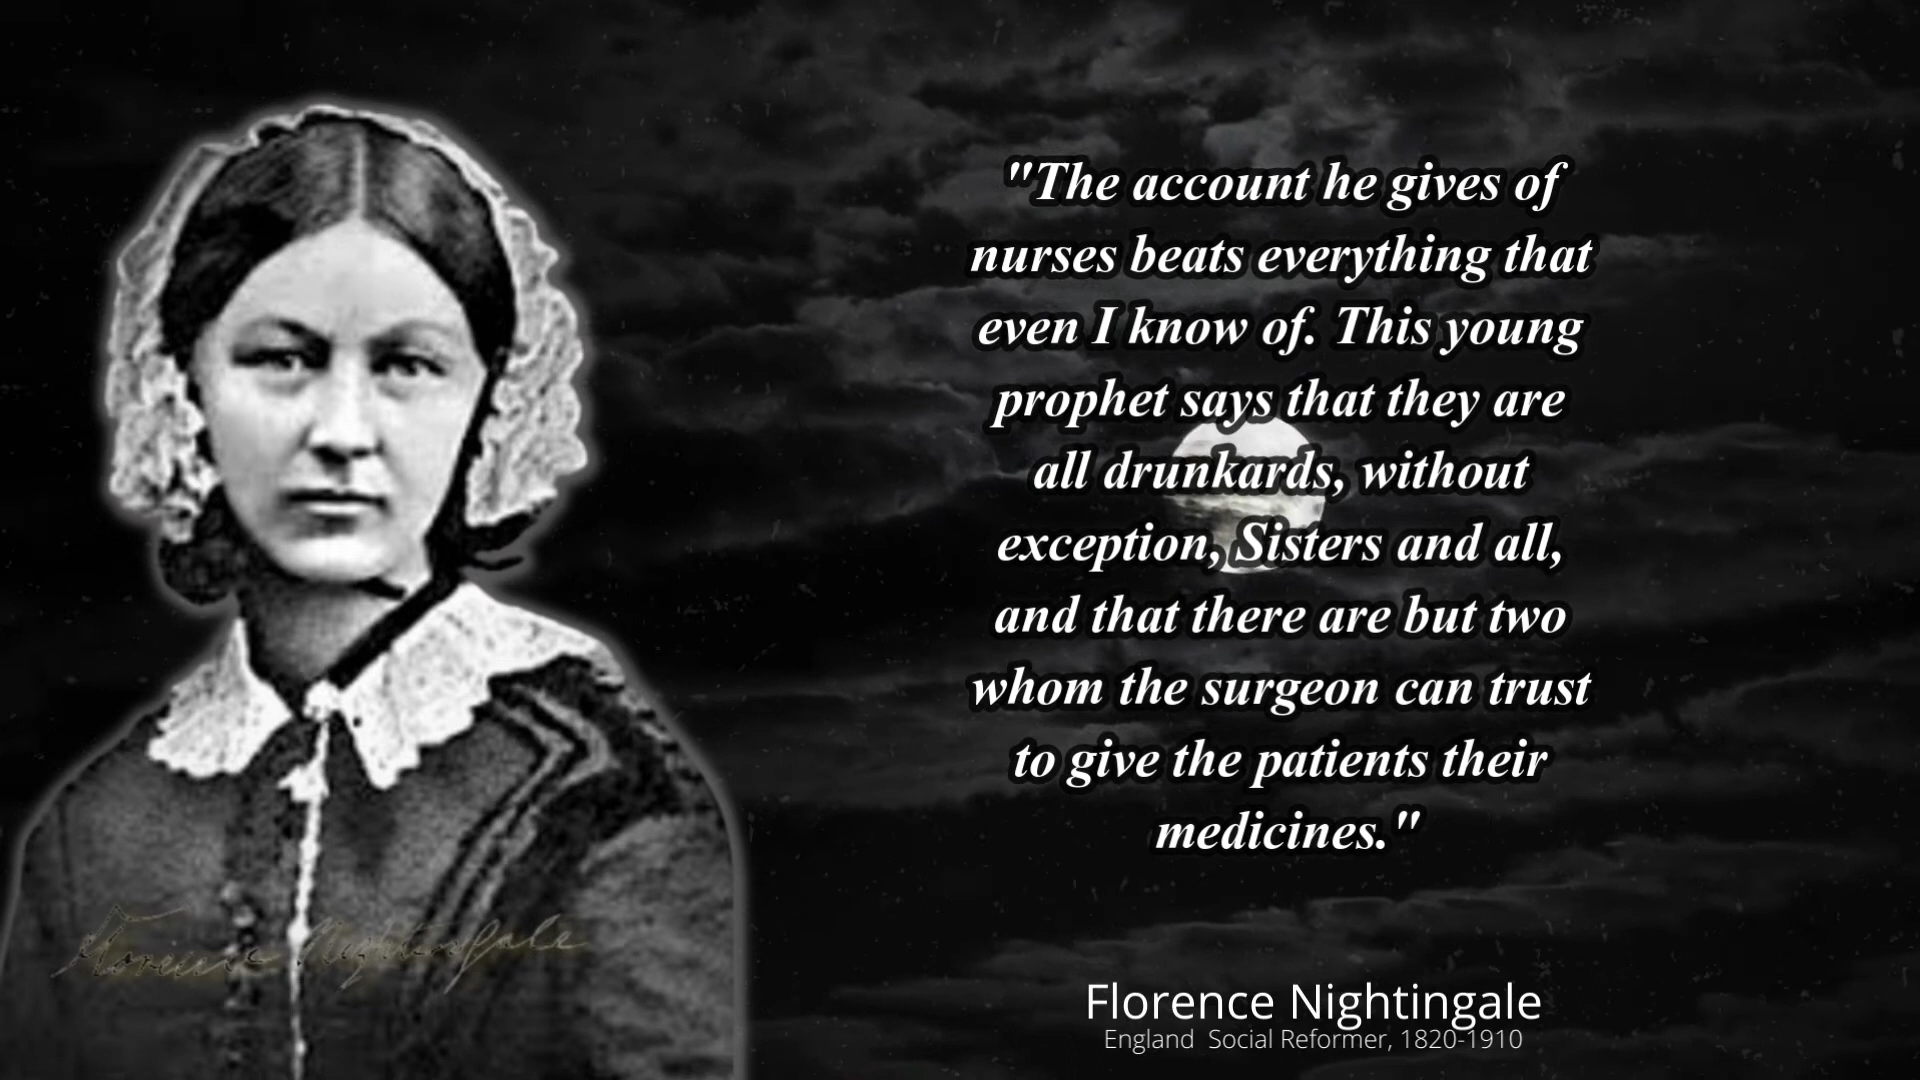 "The account he gives of
nurses beats everything that
even I know of. This young
prophet says that they are
all drunkards, without
exception, Sisters and all,
and that there are but two
whom the surgeon can trust
to give the patients their
medicines."
Florence Nightingale
Florence Nightingale
England  Social Reformer, 1820-1910